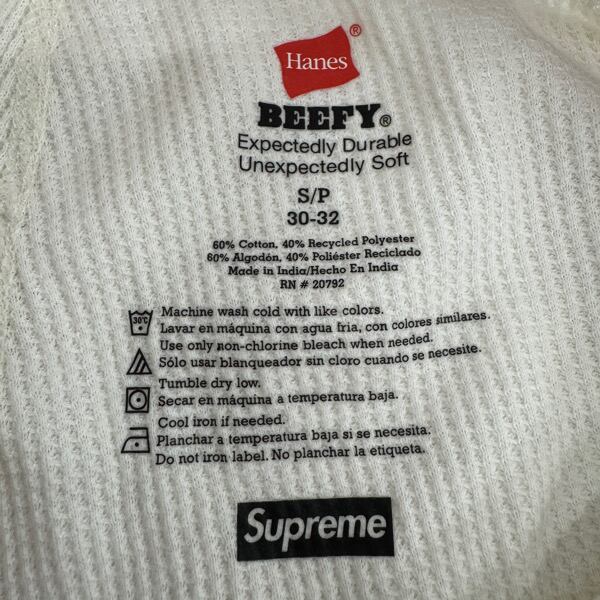 Hanes®
BEEFY®
Expectedly Durable
Unexpectedly Soft
S/P
30-32
60% Cotton, 40% Recycled Polyester
60% Algodón, 40% Poliéster Reciclado
Made in India/Hecho En India
RN # 20792
30°C
Machine wash cold with like colors.
Lavar en máquina con agua fria, con colores similares.
Use only non-chlorine bleach when needed.
Sólo usar blanqueador sin cloro cuando se necesite.
Tumble dry low.
Secar en máquina a temperatura baja.
Cool iron if needed.
Planchar a temperatura baja si se necesita.
Do not iron label. No planchar la etiqueta.
Supreme